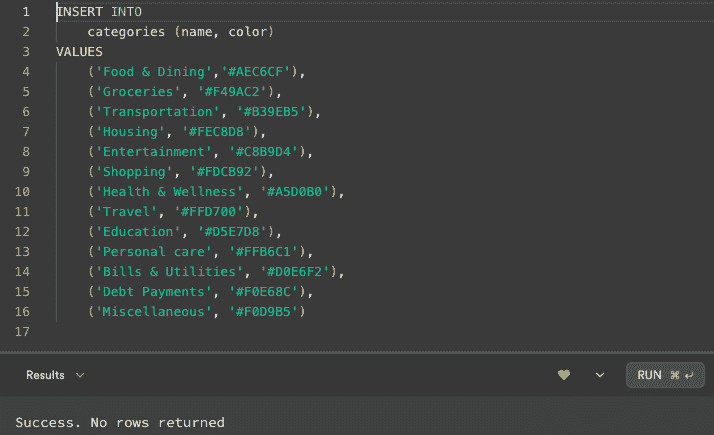 1 INSERT INTO
2 categories (name, color)
3 VALUES
4 ('Food & Dining','#AEC6CF'),
5 ('Groceries', '#F49AC2'),
6 ('Transportation', '#B39EB5'),
7 ('Housing', '#FEC8D8'),
8 ('Entertainment', '#C8B9D4'),
9 ('Shopping', '#FDCB92'),
10 ('Health & Wellness', '#A5D0B0'),
11 ('Travel', '#FFD700'),
12 ('Education', '#D5E7D8'),
13 ('Personal care', '#FFB6C1'),
14 ('Bills & Utilities', '#D0E6F2'),
15 ('Debt Payments', '#F0E68C'),
16 ('Miscellaneous', '#F0D9B5')
17
Results RUN ⌘ ↵
Success. No rows returned